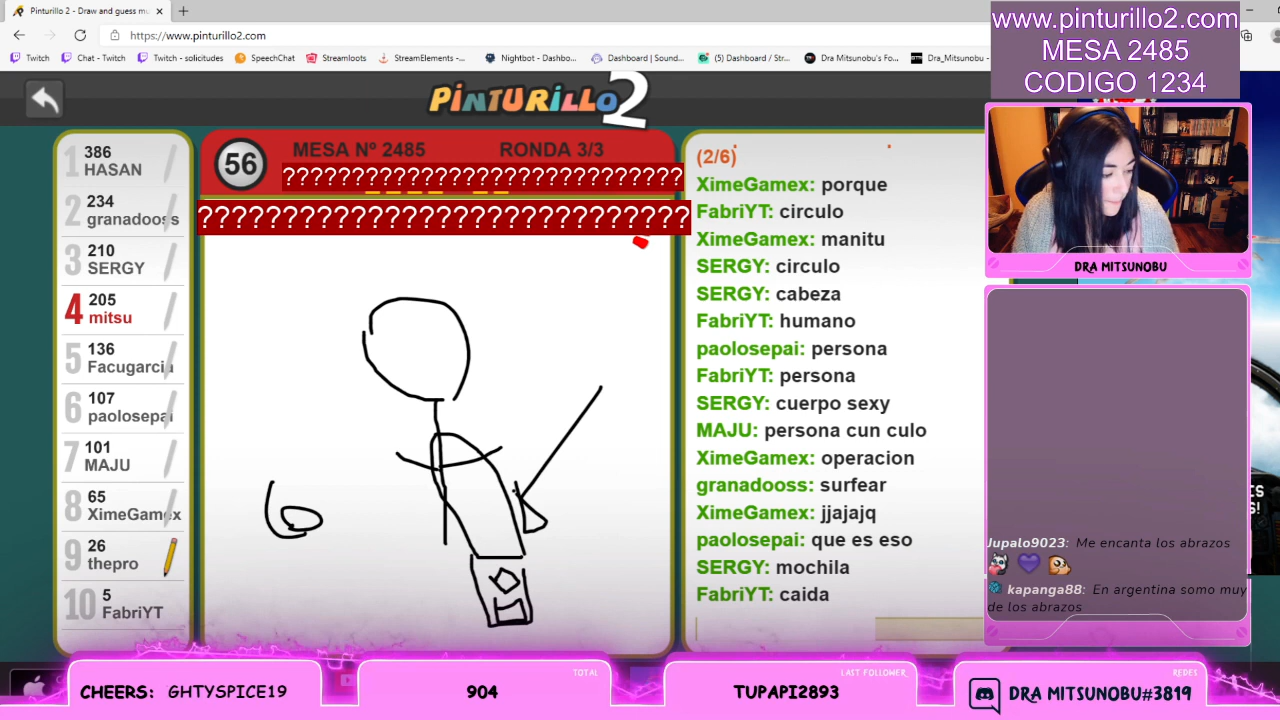 Pinturillo 2 - Draw and guess mu
https://www.pinturillo2.com
Twitch
Chat - Twitch
Twitch - solicitudes
SpeechChat
Streamloots
StreamElements -...
Nightbot - Dashbo...
Dashboard | Sound...
(5) Dashboard / Str...
Dra Mitsunobu's Fo...
Dra_Mitsunobu -
www.pinturillo2.com
MESA 2485
CODIGO 1234
PINTURILLO 2
1 386 HASAN
2 234 granadooss
3 210 SERGY
4 205 mitsu
5 136 Facugarcia
6 107 paolosepai
7 101 MAJU
8 65 XimeGamex
9 26 thepro
10 5 FabriYT
56
MESA Nº 2485
RONDA 3/3
?????????????????????????????
?????????????????????????????
6
(2/6)
XimeGamex: porque
FabriYT: circulo
XimeGamex: manitu
SERGY: circulo
SERGY: cabeza
FabriYT: humano
paolosepai: persona
FabriYT: persona
SERGY: cuerpo sexy
MAJU: persona cun culo
XimeGamex: operacion
granadooss: surfear
XimeGamex: jjajajq
paolosepai: que es eso
SERGY: mochila
FabriYT: caida
DRA MITSUNOBU
Jupalo9023: Me encanta los abrazos
kapanga88: En argentina somo muy
de los abrazos
CHEERS: GHTYSPICE19
TOTAL
904
LAST FOLLOWER
TUPAPI2893
REDES
DRA MITSUNOBU#3819